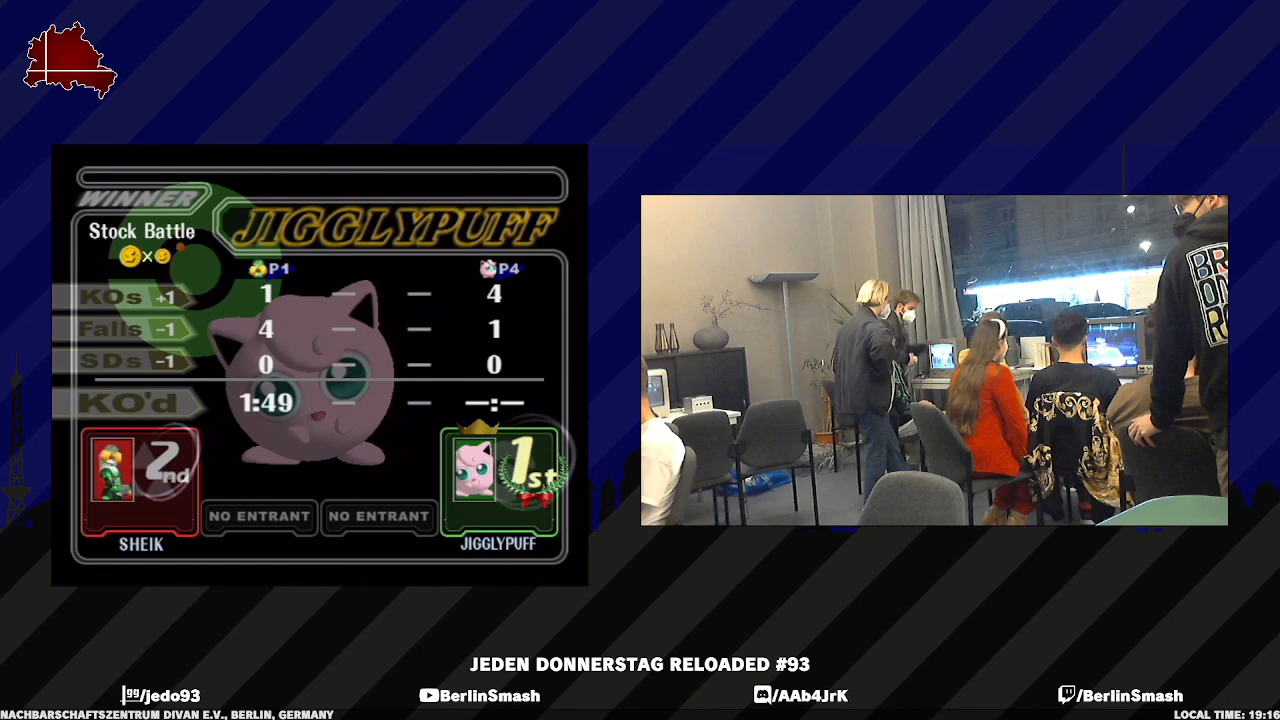 WINNER
JIGGLYPUFF
Stock Battle
×
P1
P4
KOs +1
1 — — 4
Falls -1
4 — — 1
SDs -1
0 — — 0
KO'd
1:49 — — —:—
2nd
1st
NO ENTRANT
NO ENTRANT
SHEIK
JIGGLYPUFF
JEDEN DONNERSTAG RELOADED #93
gg/jedo93
BerlinSmash
/AAb4JrK
/BerlinSmash
NACHBARSCHAFTSZENTRUM DIVAN E.V., BERLIN, GERMANY
LOCAL TIME: 19:16